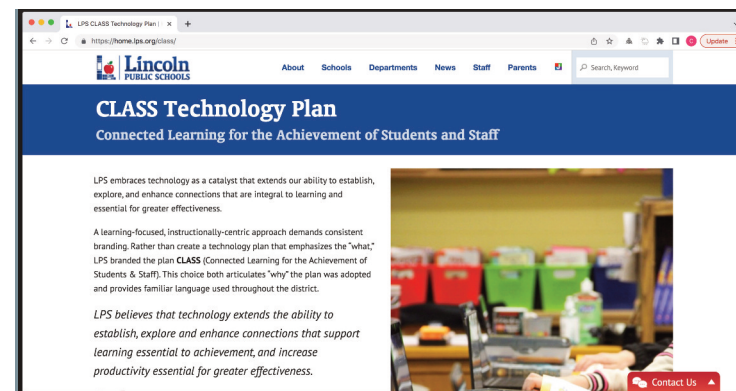 LPS CLASS Technology Plan |
https://home.lps.org/class/
Update
Lincoln
PUBLIC SCHOOLS
About Schools Departments News Staff Parents
Search, Keyword
CLASS Technology Plan
Connected Learning for the Achievement of Students and Staff
LPS embraces technology as a catalyst that extends our ability to establish,
explore, and enhance connections that are integral to learning and
essential for greater effectiveness.
A learning-focused, instructionally-centric approach demands consistent
branding. Rather than create a technology plan that emphasizes the "what,"
LPS branded the plan CLASS (Connected Learning for the Achievement of
Students & Staff). This choice both articulates "why" the plan was adopted
and provides familiar language used throughout the district.
LPS believes that technology extends the ability to
establish, explore and enhance connections that support
learning essential to achievement, and increase
productivity essential for greater effectiveness.
Contact Us